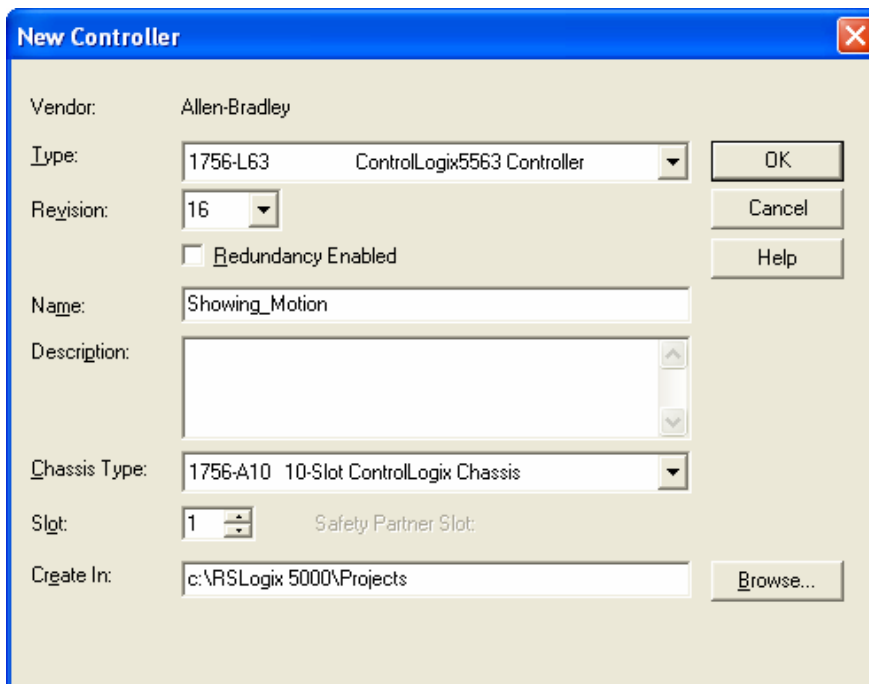 New Controller
Vendor: Allen-Bradley
Type: 1756-L63 ControlLogix5563 Controller OK
Revision: 16 Cancel
Redundancy Enabled Help
Name: Showing_Motion
Description:
Chassis Type: 1756-A10 10-Slot ControlLogix Chassis
Slot: 1 Safety Partner Slot:
Create In: c:\RSLogix 5000\Projects Browse...